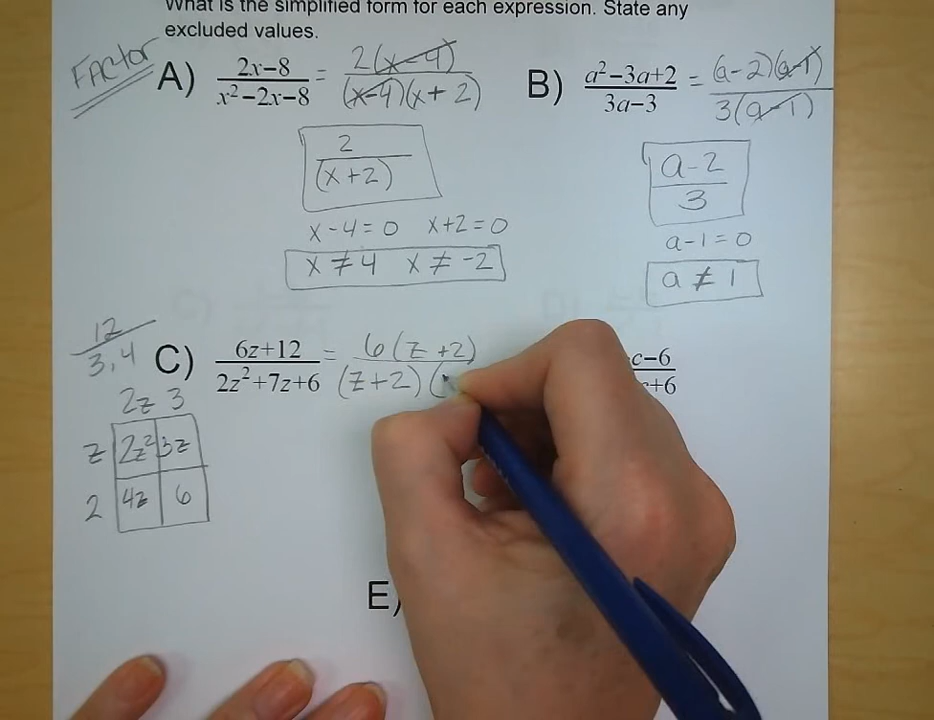 What is the simplified form for each expression. State any
excluded values.
FACTOR
A) 2x-8 / x²-2x-8 = 2(x-4) / (x-4)(x+2)
2 / (x+2)
x-4=0 x+2=0
x≠4 x≠-2
B) a²-3a+2 / 3a-3 = (a-2)(a-1) / 3(a-1)
a-2 / 3
a-1=0
a≠1
12
3,4
C) 6z+12 / 2z²+7z+6 = 6(z+2) / (z+2)(
2z 3
z 2z² 3z
2 4z 6
c-6
+6
E)